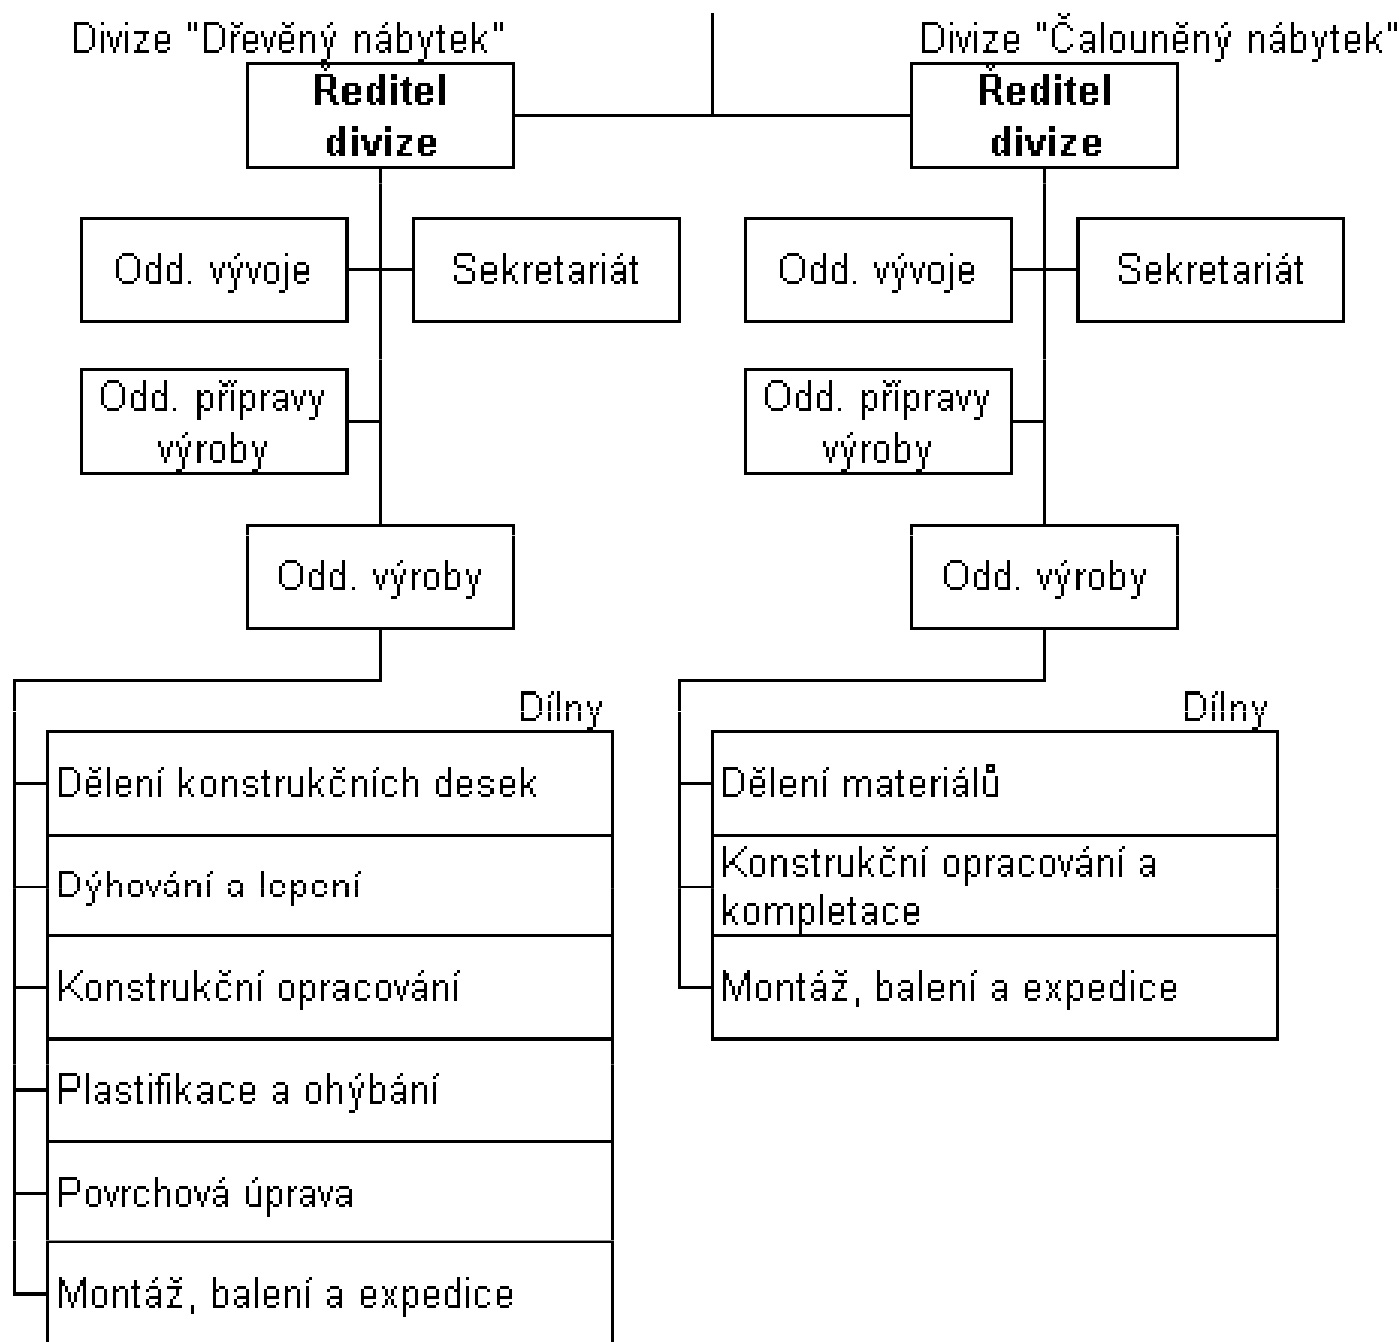 Divize "Dřevěný nábytek"
Ředitel
divize
Odd. vývoje
Sekretariát
Odd. přípravy
výroby
Odd. výroby
Dílny
Dělení konstrukčních desek
Dýhování a lepení
Konstrukční opracování
Plastifikace a ohýbání
Povrchová úprava
Montáž, balení a expedice
Divize "Čalouněný nábytek"
Ředitel
divize
Odd. vývoje
Sekretariát
Odd. přípravy
výroby
Odd. výroby
Dílny
Dělení materiálů
Konstrukční opracování a
kompletace
Montáž, balení a expedice